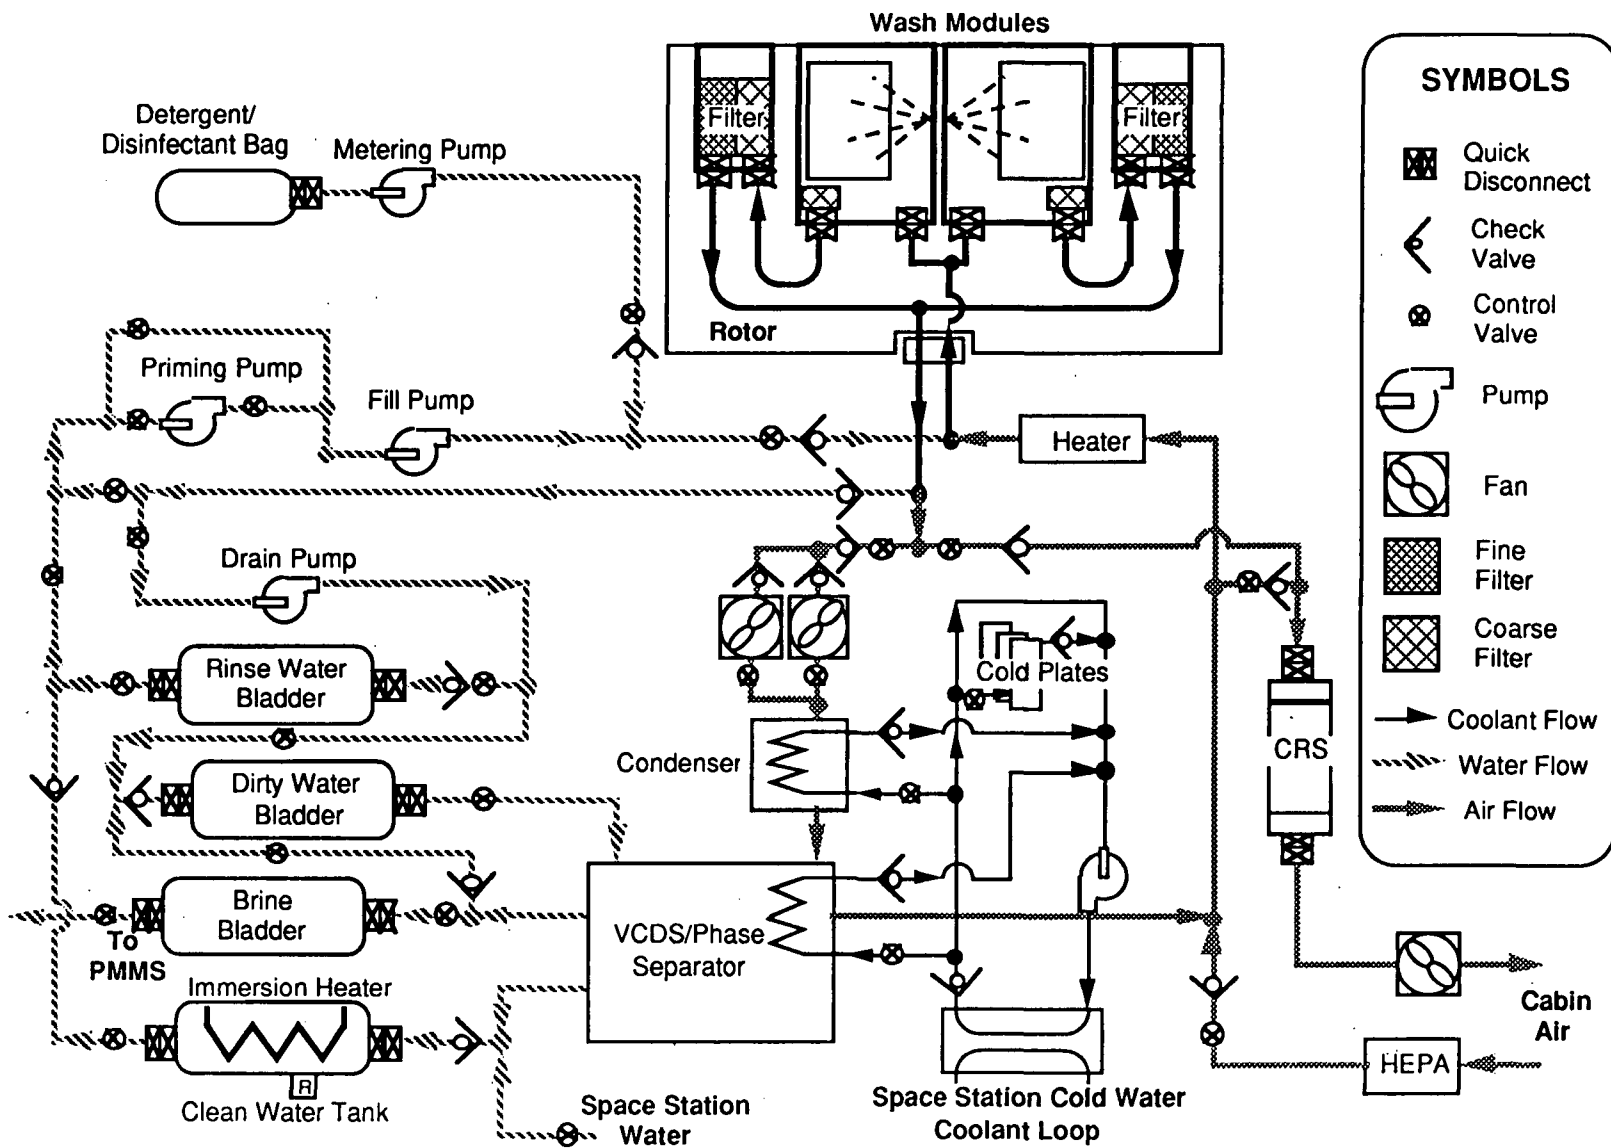 Wash Modules
Detergent/
Disinfectant Bag
Metering Pump
Filter
Filter
Rotor
Priming Pump
Fill Pump
Heater
Drain Pump
Rinse Water
Bladder
Cold Plates
Condenser
CRS
Dirty Water
Bladder
Brine
Bladder
To
PMMS
VCDS/Phase
Separator
Immersion Heater
R
Clean Water Tank
Space Station
Water
Space Station Cold Water
Coolant Loop
Cabin
Air
HEPA
SYMBOLS
Quick
Disconnect
Check
Valve
Control
Valve
Pump
Fan
Fine
Filter
Coarse
Filter
Coolant Flow
Water Flow
Air Flow